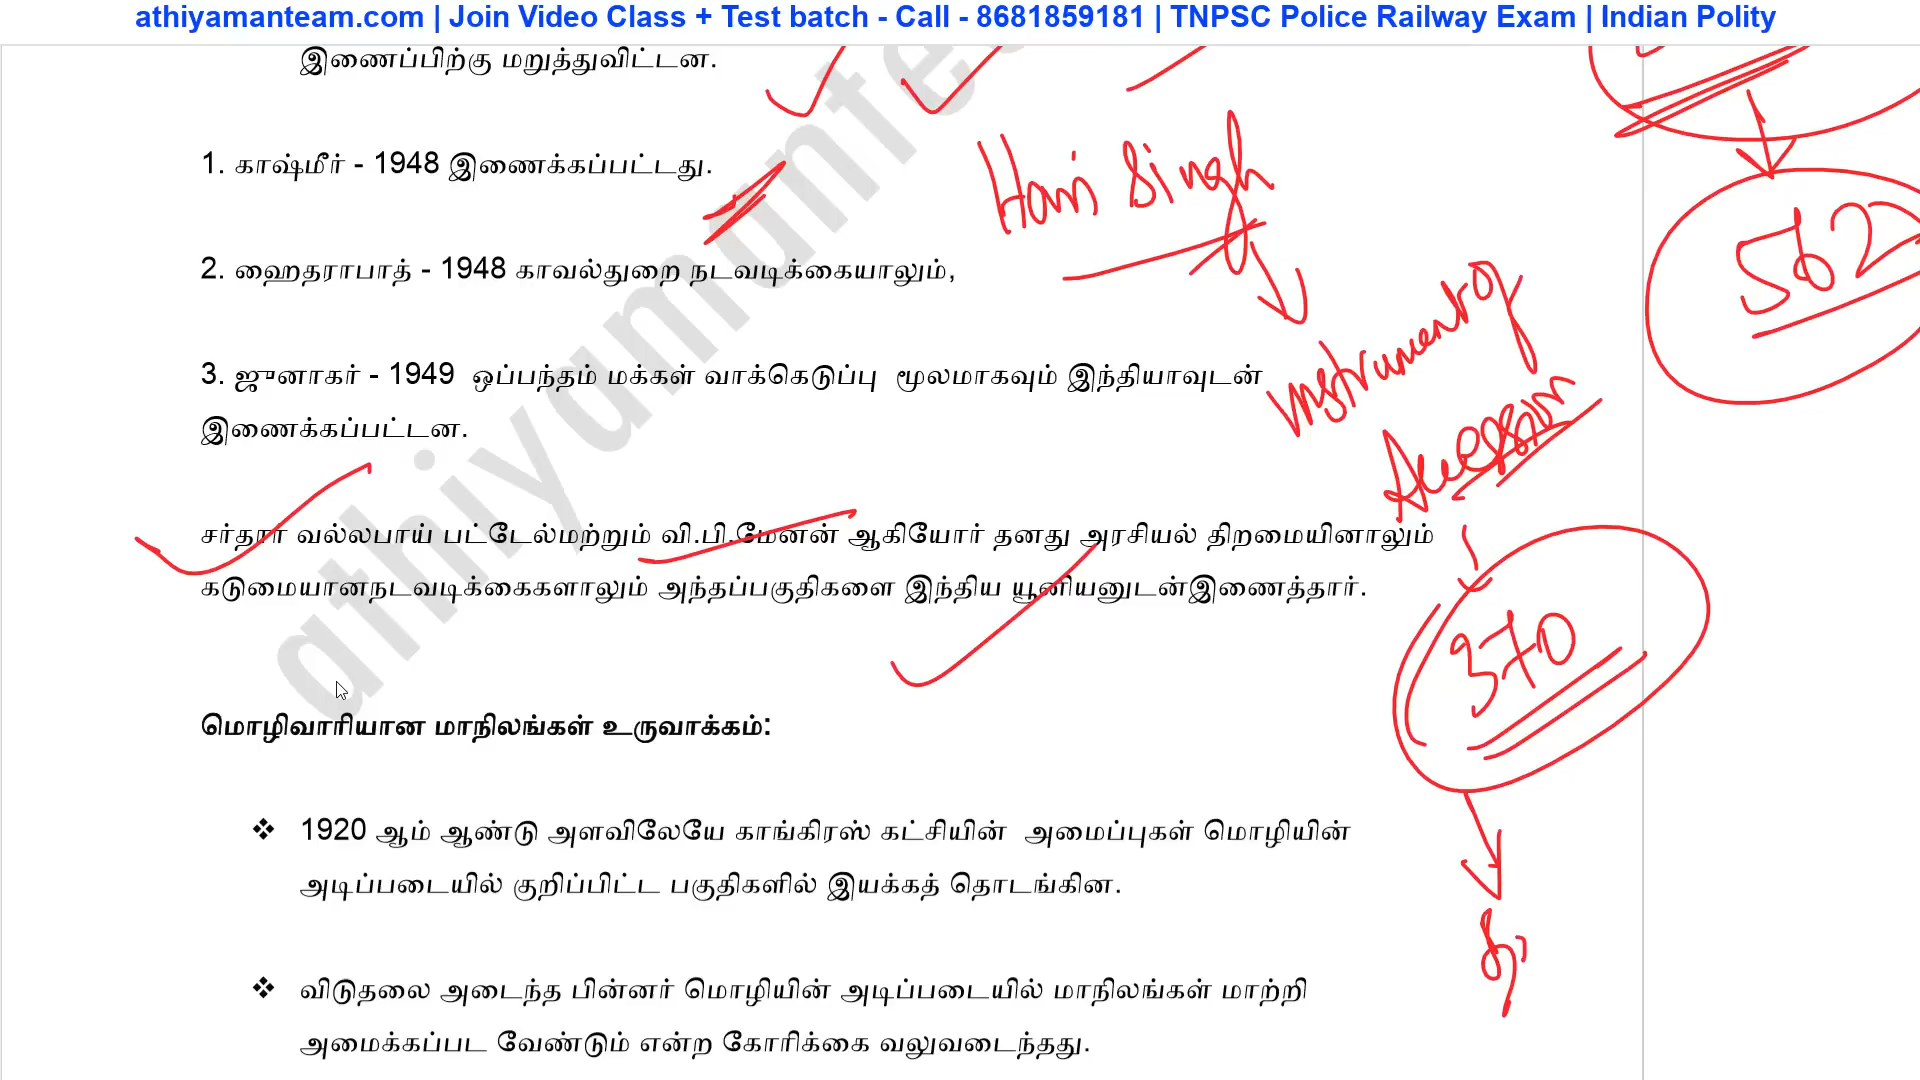 athiyamanteam.com | Join Video Class + Test batch - Call - 8681859181 | TNPSC Police Railway Exam | Indian Polity
இணைப்பிற்கு மறுத்துவிட்டன.
1. காஷ்மீர் - 1948 இணைக்கப்பட்டது.
Hari Singh
562
2. ஹைதராபாத் - 1948 காவல்துறை நடவடிக்கையாலும்,
Instrument of
Accession
3. ஜுனாகர் - 1949 ஒப்பந்தம் மக்கள் வாக்கெடுப்பு மூலமாகவும் இந்தியாவுடன்
இணைக்கப்பட்டன.
சர்தார் வல்லபாய் பட்டேல்மற்றும் வி.பி.மேனன் ஆகியோர் தனது அரசியல் திறமையினாலும்
கடுமையானநடவடிக்கைகளாலும் அந்தப்பகுதிகளை இந்திய யூனியனுடன்இணைத்தார்.
370
மொழிவாரியான மாநிலங்கள் உருவாக்கம்:
❖ 1920 ஆம் ஆண்டு அளவிலேயே காங்கிரஸ் கட்சியின் அமைப்புகள் மொழியின்
அடிப்படையில் குறிப்பிட்ட பகுதிகளில் இயக்கத் தொடங்கின.
❖ விடுதலை அடைந்த பின்னர் மொழியின் அடிப்படையில் மாநிலங்கள் மாற்றி
அமைக்கப்பட வேண்டும் என்ற கோரிக்கை வலுவடைந்தது.